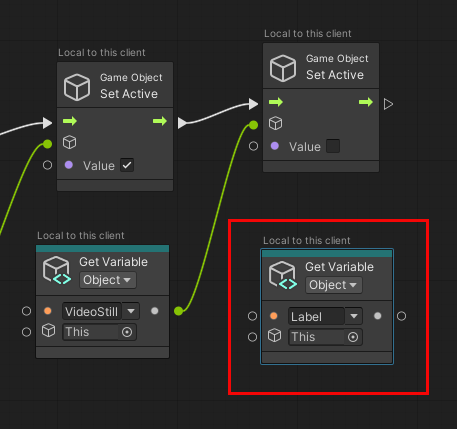 Local to this client
Game Object
Set Active
Value
Local to this client
Game Object
Set Active
Value
Local to this client
Get Variable
Object
VideoStill
This
Local to this client
Get Variable
Object
Label
This